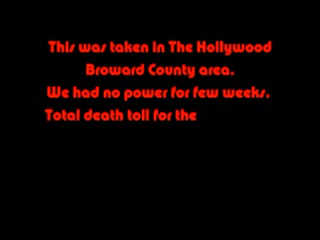 This was taken in The Hollywood
Broward County area.
We had no power for few weeks.
Total death toll for the